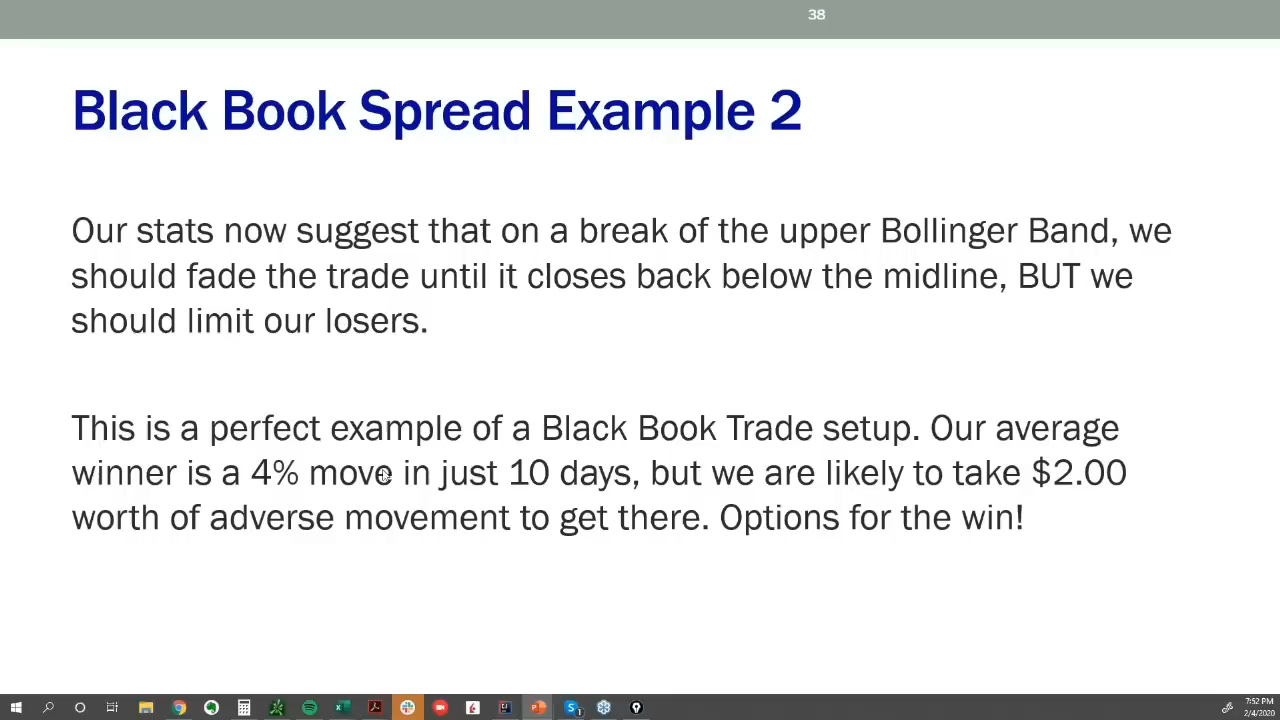 38
Black Book Spread Example 2
Our stats now suggest that on a break of the upper Bollinger Band, we
should fade the trade until it closes back below the midline, BUT we
should limit our losers.
This is a perfect example of a Black Book Trade setup. Our average
winner is a 4% move in just 10 days, but we are likely to take $2.00
worth of adverse movement to get there. Options for the win!
7:52 PM
2/4/2020